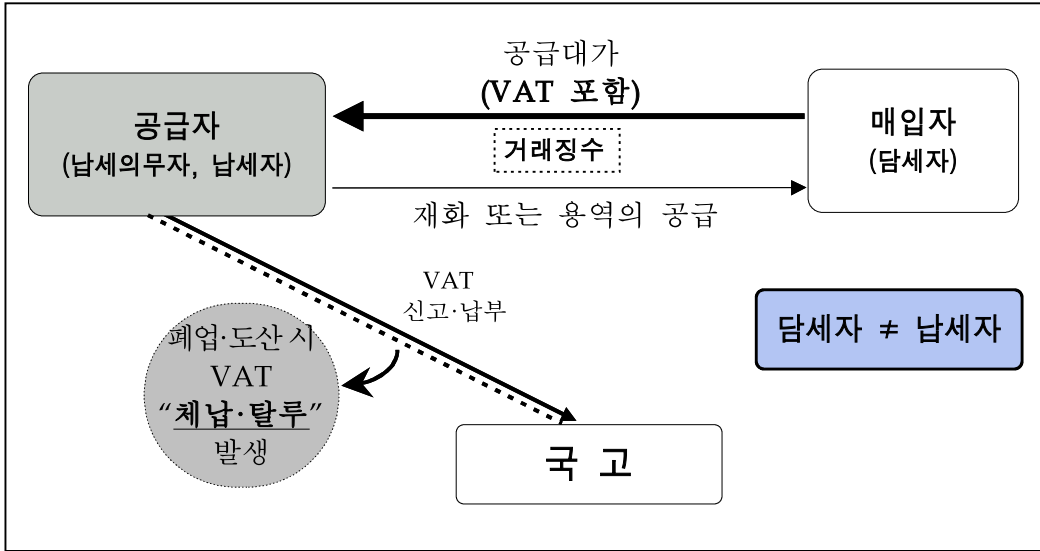 공급대가
(VAT 포함)
공급자
(납세의무자, 납세자)
거래징수
매입자
(담세자)
재화 또는 용역의 공급
VAT
신고·납부
담세자 ≠ 납세자
폐업·도산 시
VAT
“체납·탈루”
발생
국 고